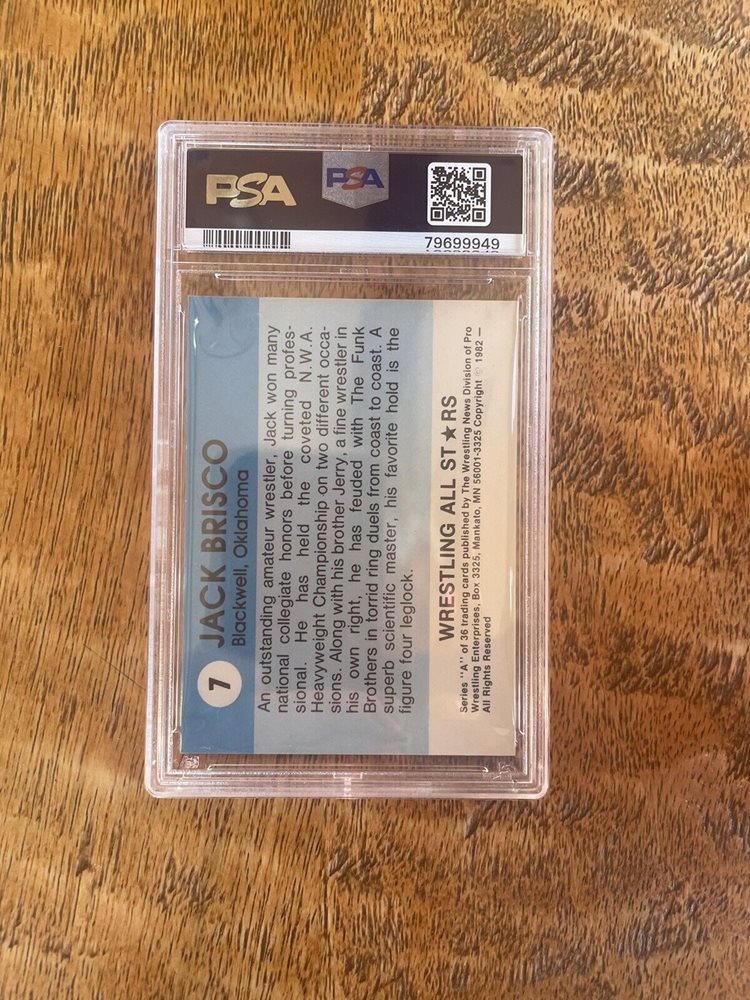 PSA
PSA
79699949
7
JACK BRISCO
Blackwell, Oklahoma
An outstanding amateur wrestler, Jack won many
national collegiate honors before turning profes-
sional. He has held the coveted N.W.A.
Heavyweight Championship on two different occa-
sions. Along with his brother Jerry, a fine wrestler in
his own right, he has feuded with The Funk
Brothers in torrid ring duels from coast to coast. A
superb scientific master, his favorite hold is the
figure four leglock.
WRESTLING ALL ST★RS
Series "A" of 36 trading cards published by The Wrestling News Division of Pro
Wrestling Enterprises, Box 3325, Mankato, MN 56001-3325 Copyright © 1982 —
All Rights Reserved